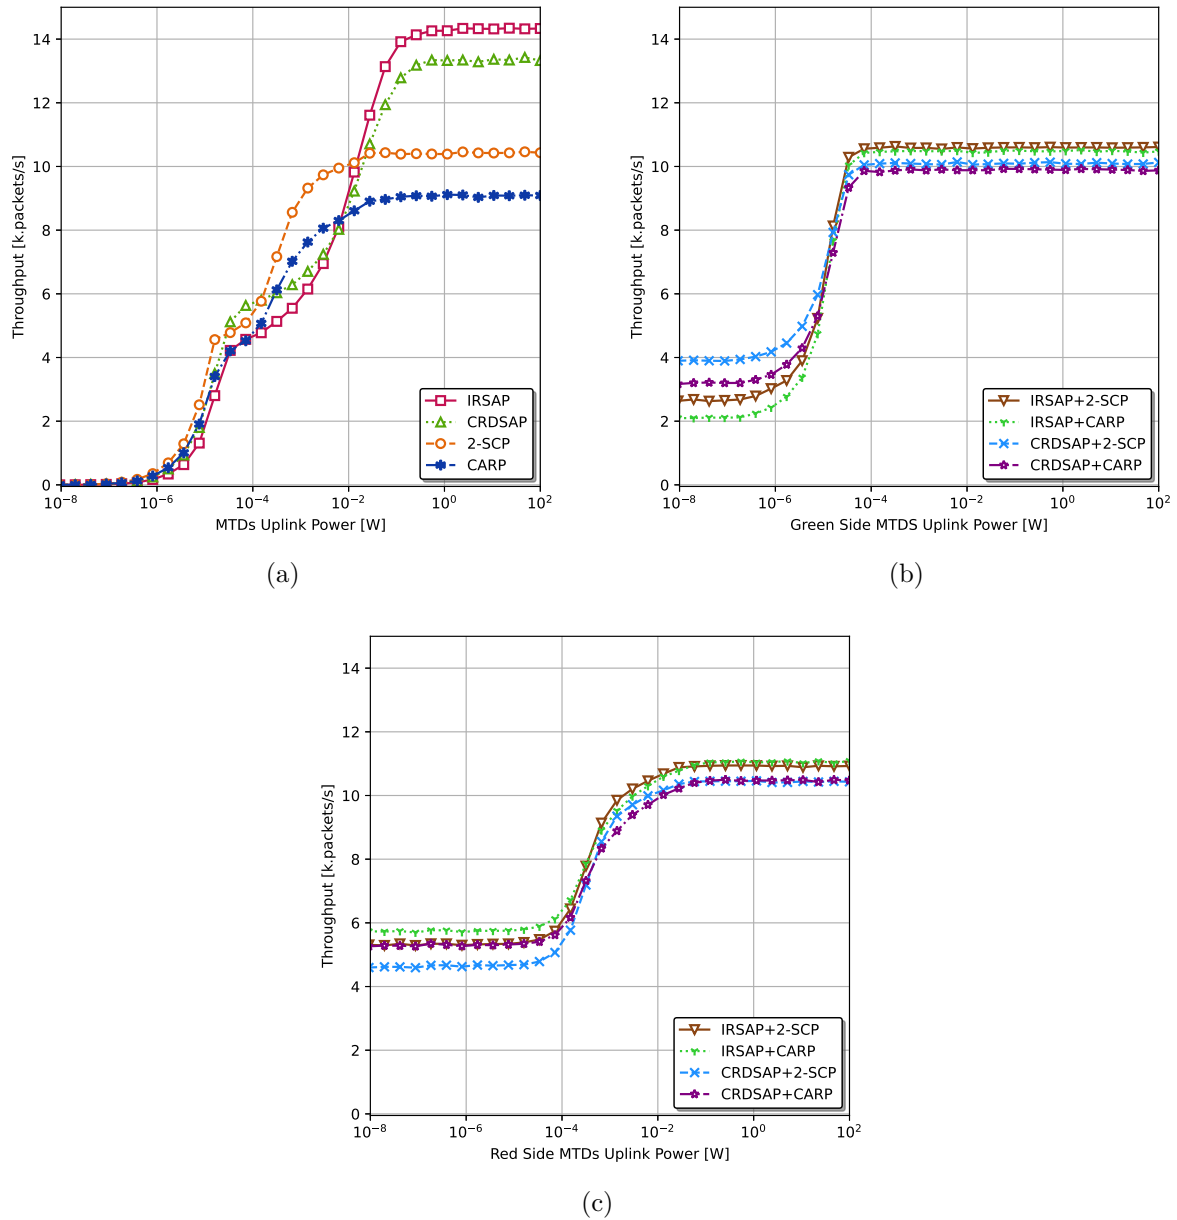 14
12
10
8
6
4
2
0
Throughput [k.packets/s]
IRSAP
CRDSAP
2-SCP
CARP
10⁻⁸ 10⁻⁶ 10⁻⁴ 10⁻² 10⁰ 10²
MTDs Uplink Power [W]
(a)
14
12
10
8
6
4
2
0
Throughput [k.packets/s]
IRSAP+2-SCP
IRSAP+CARP
CRDSAP+2-SCP
CRDSAP+CARP
10⁻⁸ 10⁻⁶ 10⁻⁴ 10⁻² 10⁰ 10²
Green Side MTDS Uplink Power [W]
(b)
14
12
10
8
6
4
2
0
Throughput [k.packets/s]
IRSAP+2-SCP
IRSAP+CARP
CRDSAP+2-SCP
CRDSAP+CARP
10⁻⁸ 10⁻⁶ 10⁻⁴ 10⁻² 10⁰ 10²
Red Side MTDs Uplink Power [W]
(c)